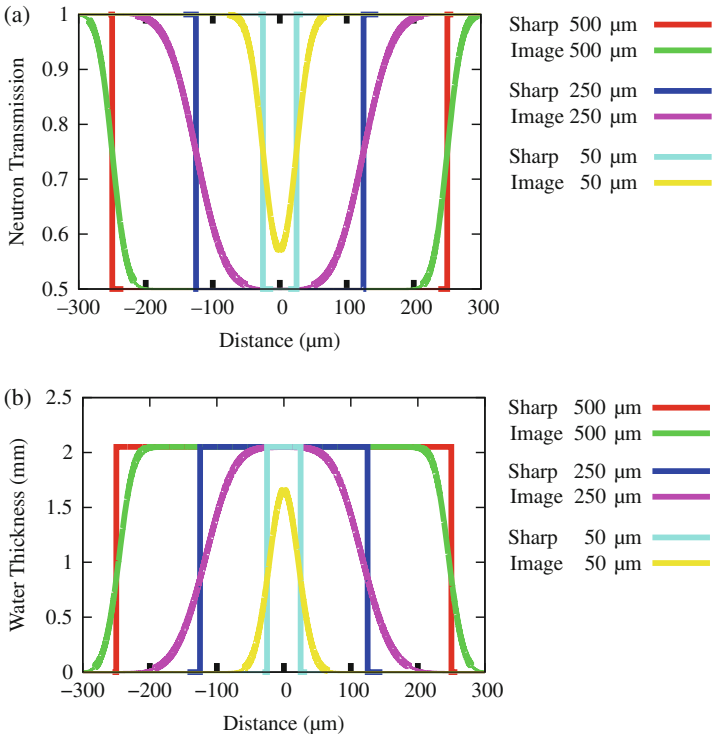 (a)
Neutron Transmission
1
0.9
0.8
0.7
0.6
0.5
−300 −200 −100 0 100 200 300
Distance (µm)
Sharp 500 µm
Image 500 µm
Sharp 250 µm
Image 250 µm
Sharp 50 µm
Image 50 µm
(b)
Water Thickness (mm)
2.5
2
1.5
1
0.5
0
−300 −200 −100 0 100 200 300
Distance (µm)
Sharp 500 µm
Image 500 µm
Sharp 250 µm
Image 250 µm
Sharp 50 µm
Image 50 µm